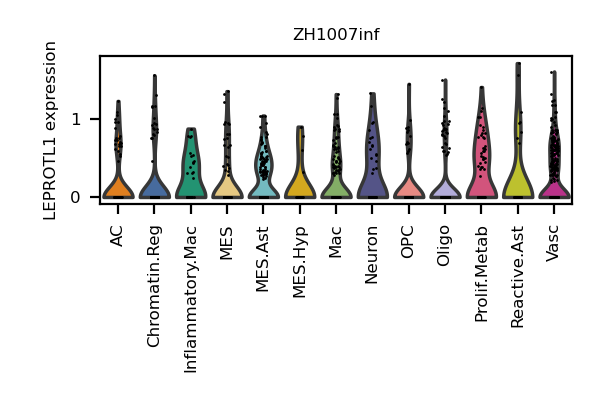 ZH1007inf
LEPROTL1 expression
1
0
AC
Chromatin.Reg
Inflammatory.Mac
MES
MES.Ast
MES.Hyp
Mac
Neuron
OPC
Oligo
Prolif.Metab
Reactive.Ast
Vasc